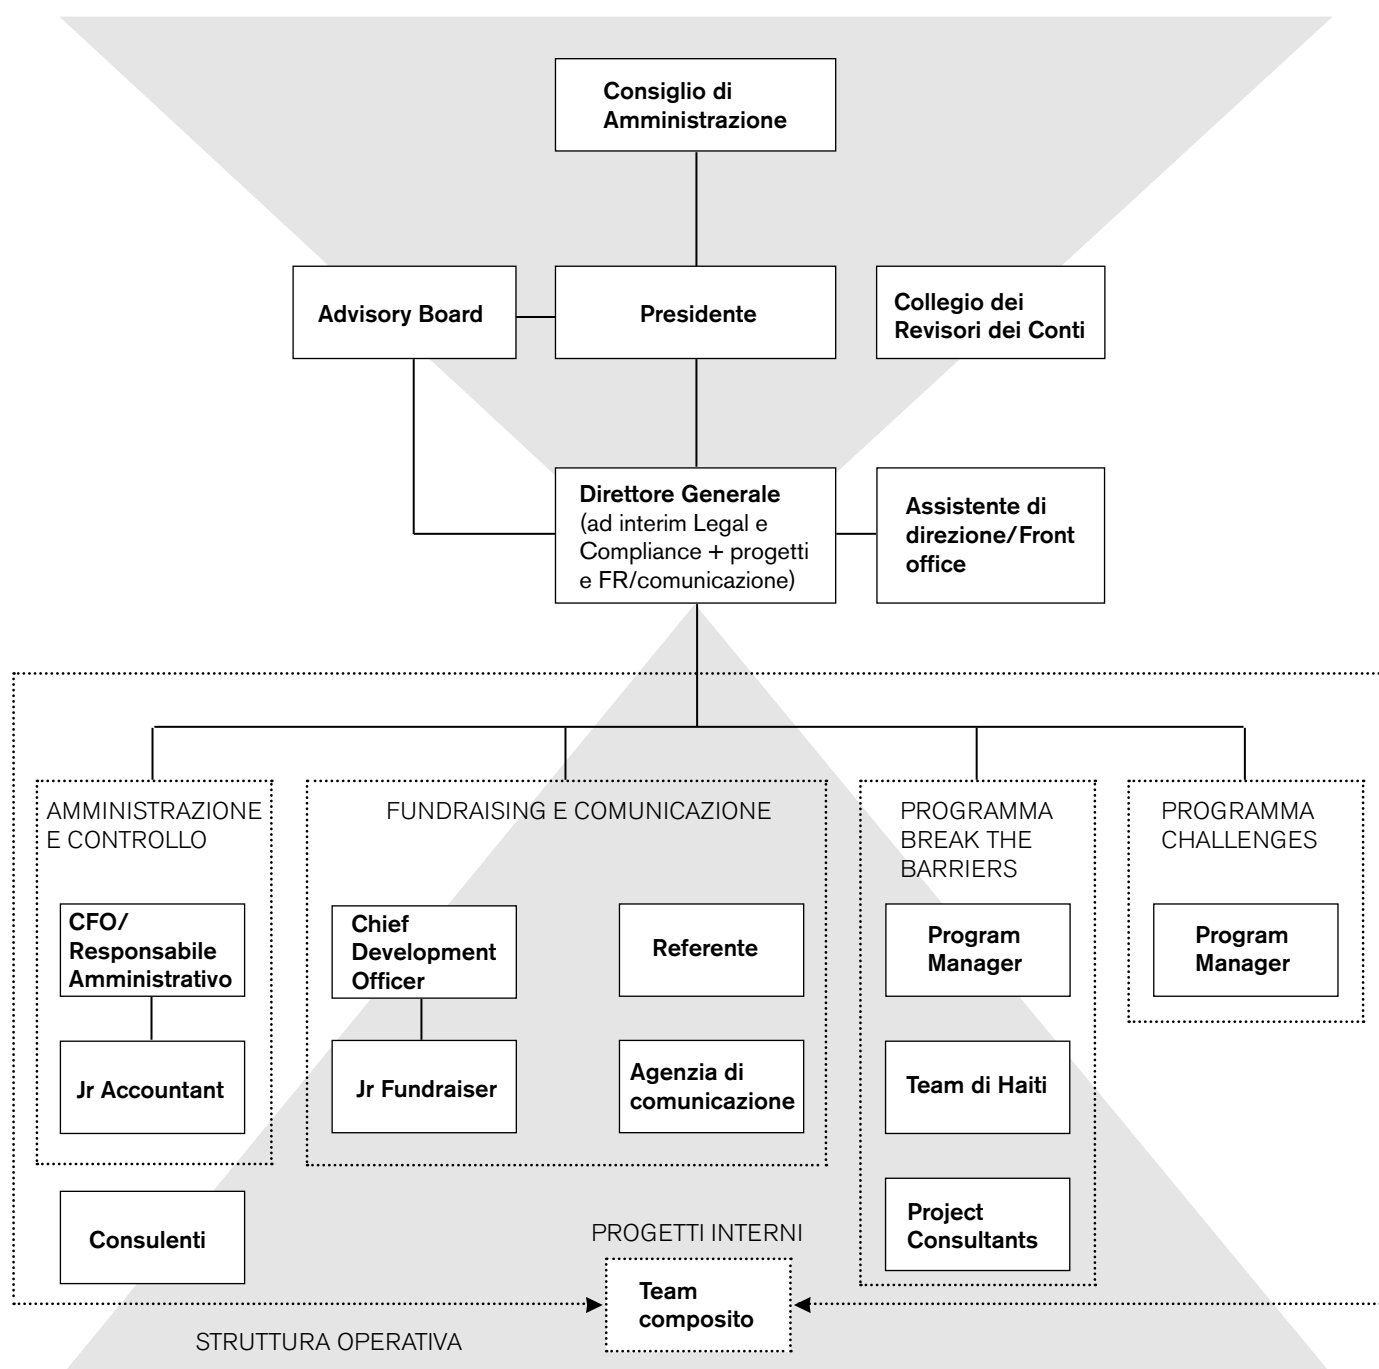 Consiglio di
Amministrazione
Advisory Board
Presidente
Collegio dei
Revisori dei Conti
Direttore Generale
(ad interim Legal e
Compliance + progetti
e FR/comunicazione)
Assistente di
direzione/Front
office
AMMINISTRAZIONE
E CONTROLLO
CFO/
Responsabile
Amministrativo
Jr Accountant
Consulenti
FUNDRAISING E COMUNICAZIONE
Chief
Development
Officer
Jr Fundraiser
Referente
Agenzia di
comunicazione
PROGRAMMA
BREAK THE
BARRIERS
Program
Manager
Team di Haiti
Project
Consultants
PROGRAMMA
CHALLENGES
Program
Manager
PROGETTI INTERNI
Team
composito
STRUTTURA OPERATIVA